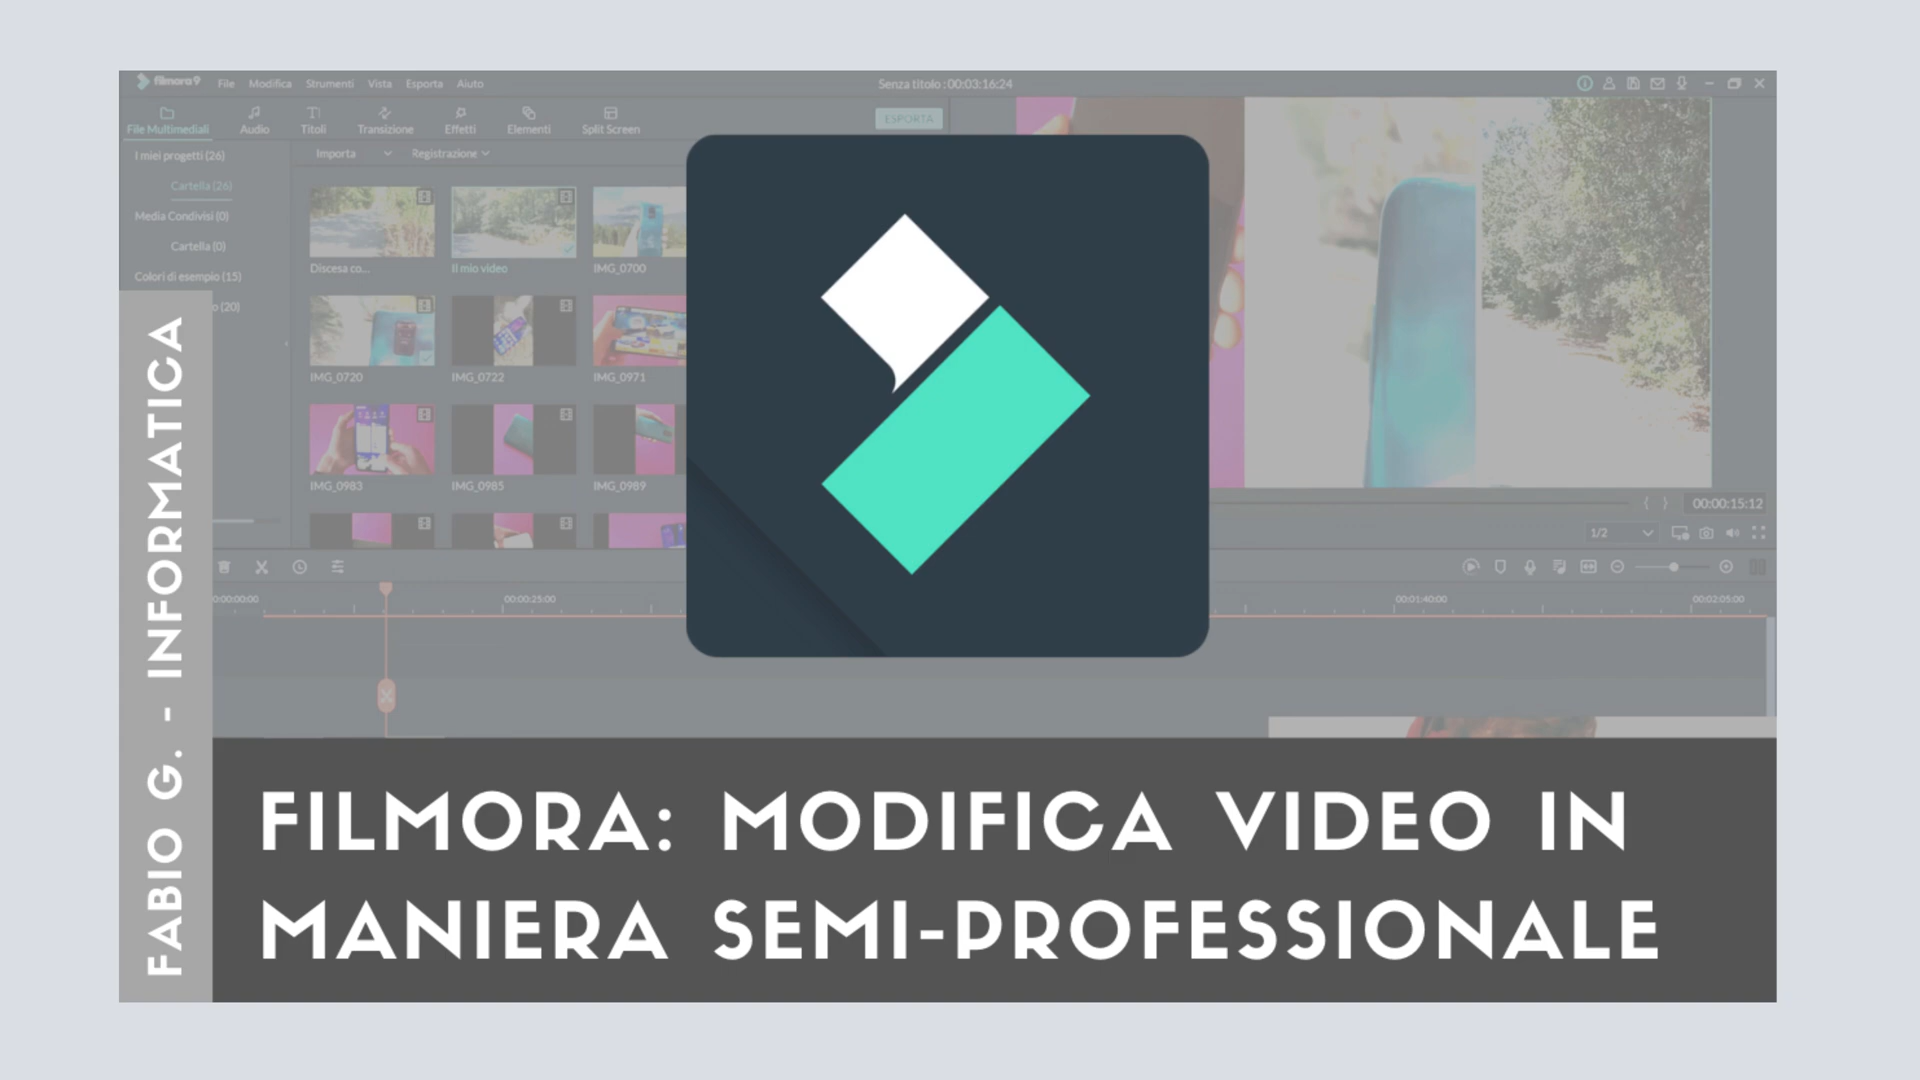 filmora9 File Modifica Strumenti Vista Esporta Aiuto
Senza titolo : 00:03:16:24
File Multimediali Audio Titoli Transizione Effetti Elementi Split Screen
ESPORTA
I miei progetti (26)
Cartella (26)
Media Condivisi (0)
Cartella (0)
Colori di esempio (15)
(20)
Importa Registrazione
Discesa co... Il mio video IMG_0700
IMG_0720 IMG_0722 IMG_0971
IMG_0983 IMG_0985 IMG_0989
00:00:15:12
1/2
00:00:25:00 00:01:40:00 00:02:05:00
FABIO G. - INFORMATICA
FILMORA: MODIFICA VIDEO IN
MANIERA SEMI-PROFESSIONALE